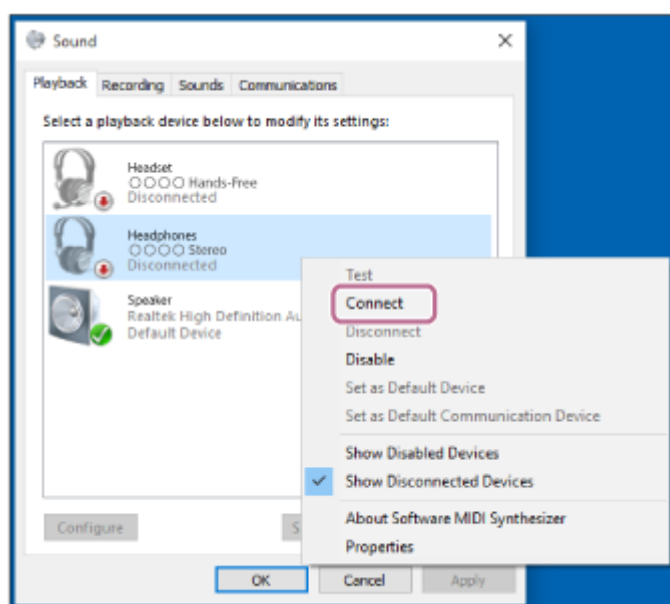 Sound
Playback Recording Sounds Communications
Select a playback device below to modify its settings:
Headset
○○○○ Hands-Free
Disconnected
Headphones
○○○○ Stereo
Disconnected
Speaker
Realtek High Definition Au
Default Device
Test
Connect
Disconnect
Disable
Set as Default Device
Set as Default Communication Device
Show Disabled Devices
Show Disconnected Devices
About Software MIDI Synthesizer
Properties
Configure S
OK Cancel Apply